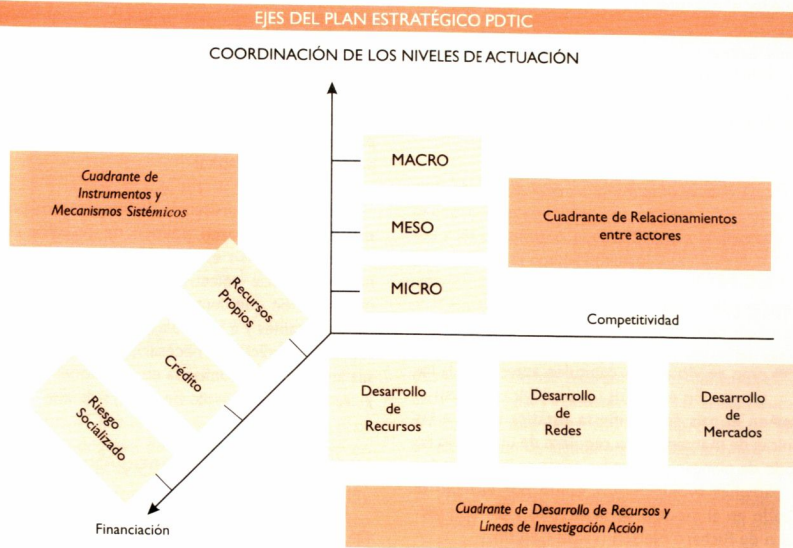 EJES DEL PLAN ESTRATÉGICO PDTIC
COORDINACIÓN DE LOS NIVELES DE ACTUACIÓN
MACRO
Cuadrante de
Instrumentos y
Mecanismos Sistémicos
MESO
Cuadrante de Relacionamientos
entre actores
MICRO
Recursos
Propios
Competitividad
Crédito
Riesgo
Socializado
Desarrollo
de
Recursos
Desarrollo
de
Redes
Desarrollo
de
Mercados
Financiación
Cuadrante de Desarrollo de Recursos y
Líneas de Investigación Acción